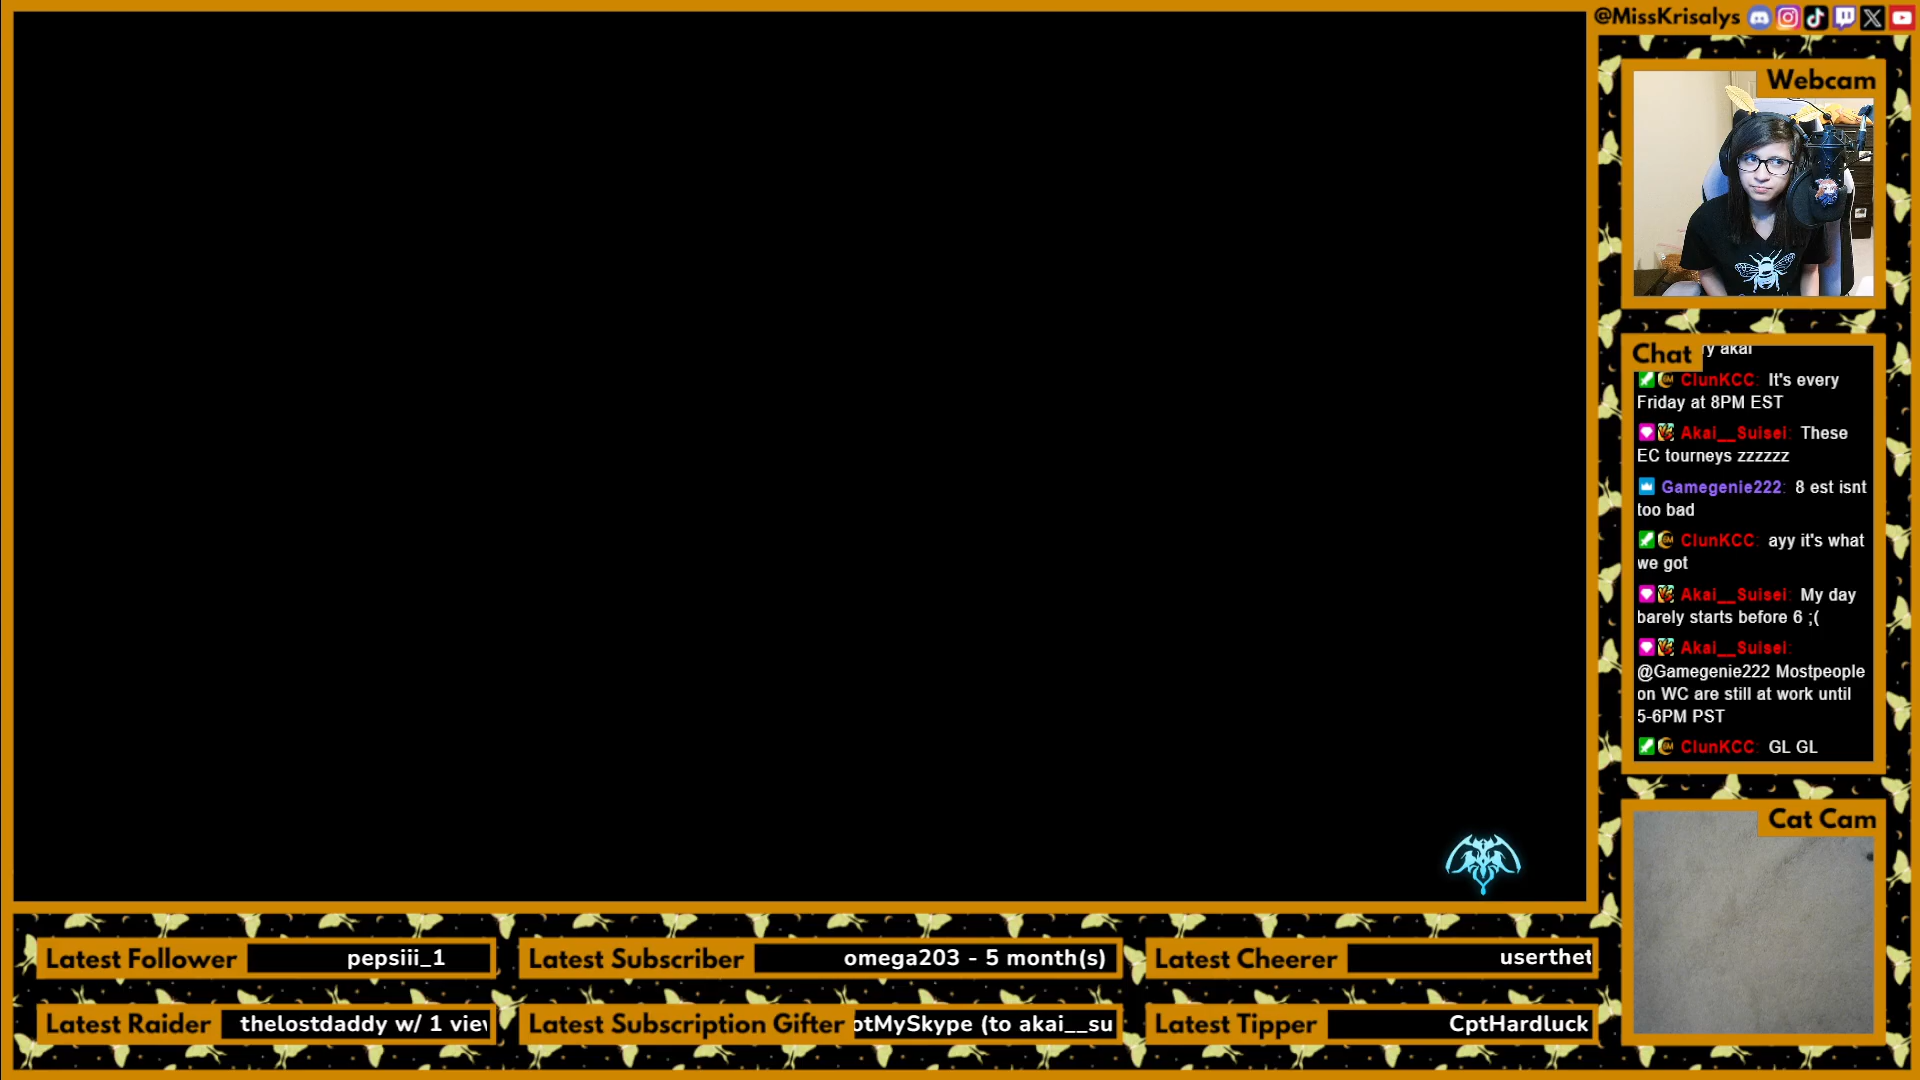 @MissKrisalys
Webcam
Chat
ry akai
ClunKCC: It's every
Friday at 8PM EST
Akai__Suisei: These
EC tourneys zzzzzz
Gamegenie222: 8 est isnt
too bad
ClunKCC: ayy it's what
we got
Akai__Suisei: My day
barely starts before 6 ;(
Akai__Suisei:
@Gamegenie222 Mostpeople
on WC are still at work until
5-6PM PST
ClunKCC: GL GL
Cat Cam
Latest Follower pepsiii_1
Latest Subscriber omega203 - 5 month(s)
Latest Cheerer userthet
Latest Raider thelostdaddy w/ 1 view
Latest Subscription Gifter otMySkype (to akai__su
Latest Tipper CptHardluck